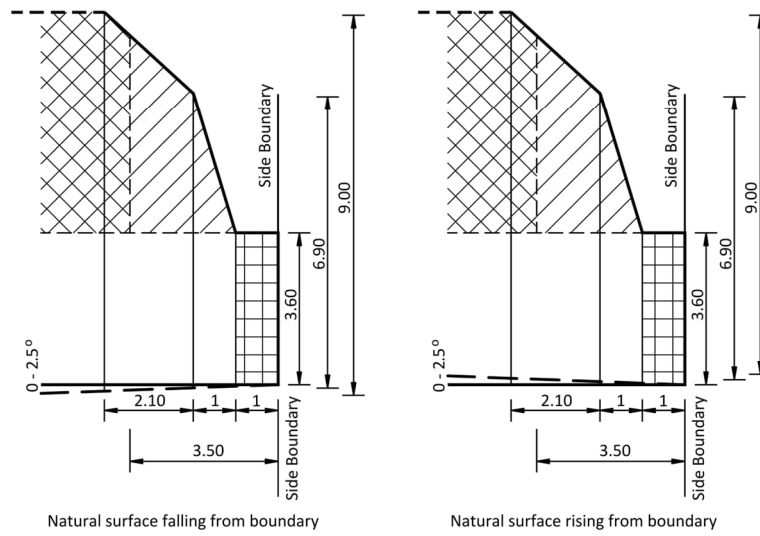 Side Boundary
9.00
6.90
3.60
0 - 2.5°
2.10
1
1
3.50
Side Boundary
Natural surface falling from boundary
Side Boundary
9.00
6.90
3.60
0 - 2.5°
2.10
1
1
3.50
Side Boundary
Natural surface rising from boundary